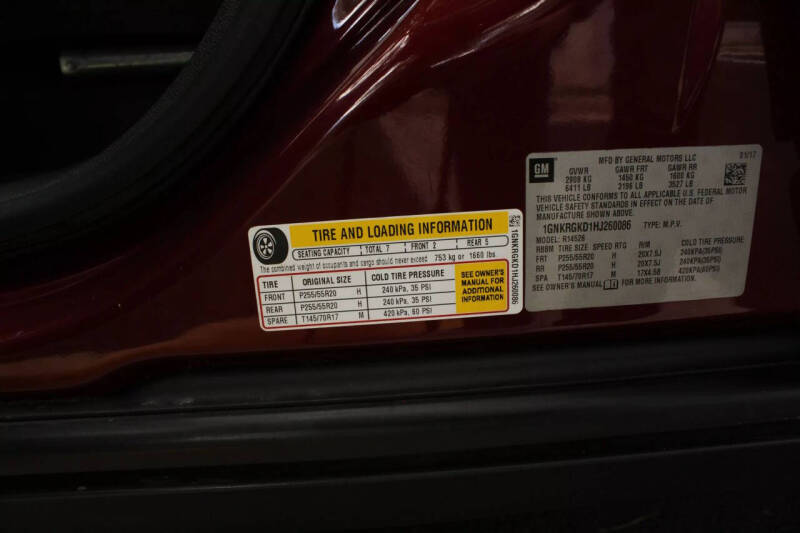 TIRE AND LOADING INFORMATION
SEATING CAPACITY TOTAL 7 FRONT 2 REAR 5
The combined weight of occupants and cargo should never exceed 753 kg or 1660 lbs
TIRE ORIGINAL SIZE COLD TIRE PRESSURE
FRONT P255/55R20 H 240 kPa, 35 PSI
REAR P255/55R20 H 240 kPa, 35 PSI
SPARE T145/70R17 M 420 kPa, 60 PSI
SEE OWNER'S
MANUAL FOR
ADDITIONAL
INFORMATION
1GNKRGKD1HJ260086
GM
MFD BY GENERAL MOTORS LLC 01/17
GVWR GAWR FRT GAWR RR
2908 KG 1450 KG 1600 KG
6411 LB 3196 LB 3527 LB
THIS VEHICLE CONFORMS TO ALL APPLICABLE U.S. FEDERAL MOTOR
VEHICLE SAFETY STANDARDS IN EFFECT ON THE DATE OF
MANUFACTURE SHOWN ABOVE.
1GNKRGKD1HJ260086 TYPE: M.P.V.
MODEL: R14526
RBBM TIRE SIZE SPEED RTG RIM COLD TIRE PRESSURE
FRT P255/55R20 H 20X7.5J 240KPA(35PSI)
RR P255/55R20 H 20X7.5J 240KPA(35PSI)
SPA T145/70R17 M 17X4.5B 420KPA(60PSI)
SEE OWNER'S MANUAL FOR MORE INFORMATION.